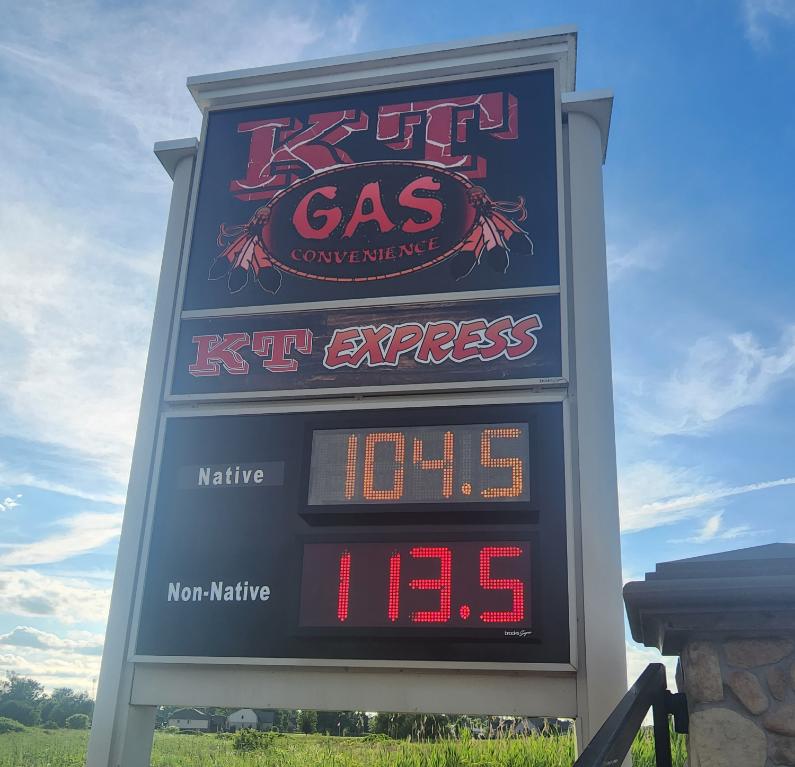 KT
GAS
CONVENIENCE
KT EXPRESS
Native 104.5
Non-Native 113.5